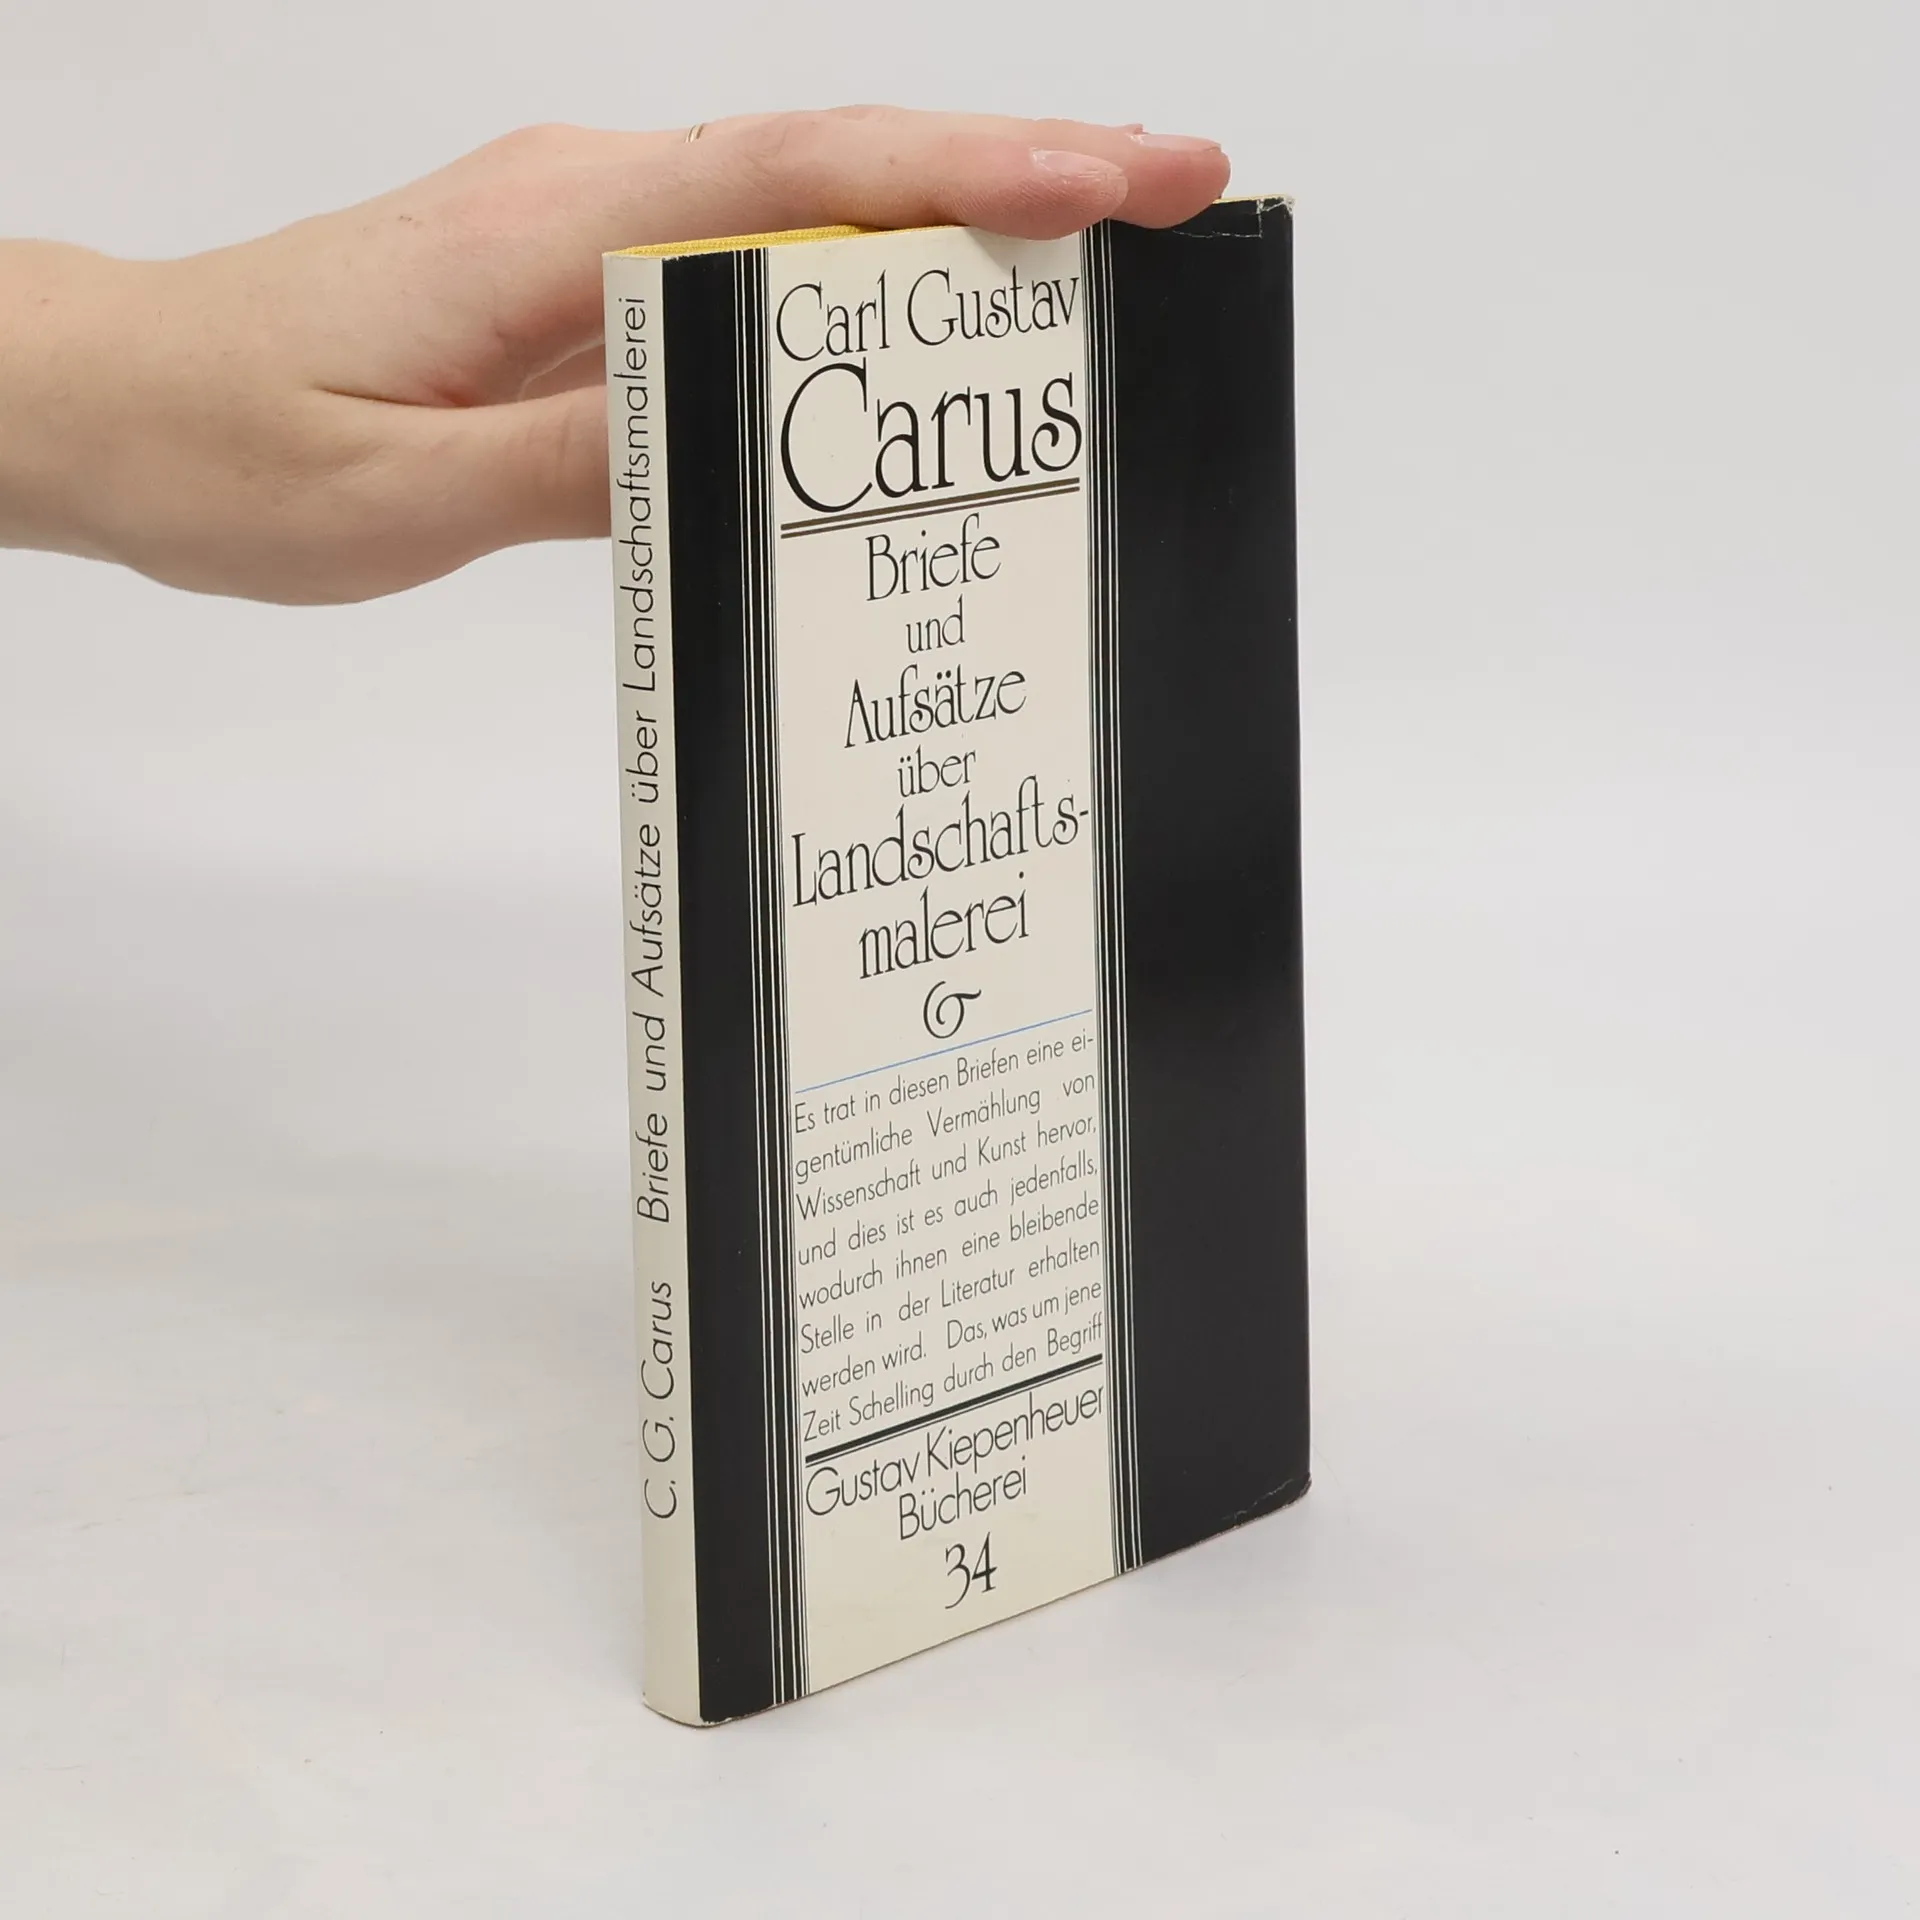 C. G. Carus Briefe und Aufsätze über Landschaftsmalerei
Carl Gustav
Carus
Briefe
und
Aufsätze
über
Landschafts-
malerei
Es trat in diesen Briefen eine ei-
gentümliche Vermählung von
Wissenschaft und Kunst hervor,
und dies ist es auch jedenfalls,
wodurch ihnen eine bleibende
Stelle in der Literatur erhalten
werden wird. Das, was um jene
Zeit Schelling durch den Begriff
Gustav Kiepenheuer
Bücherei
34